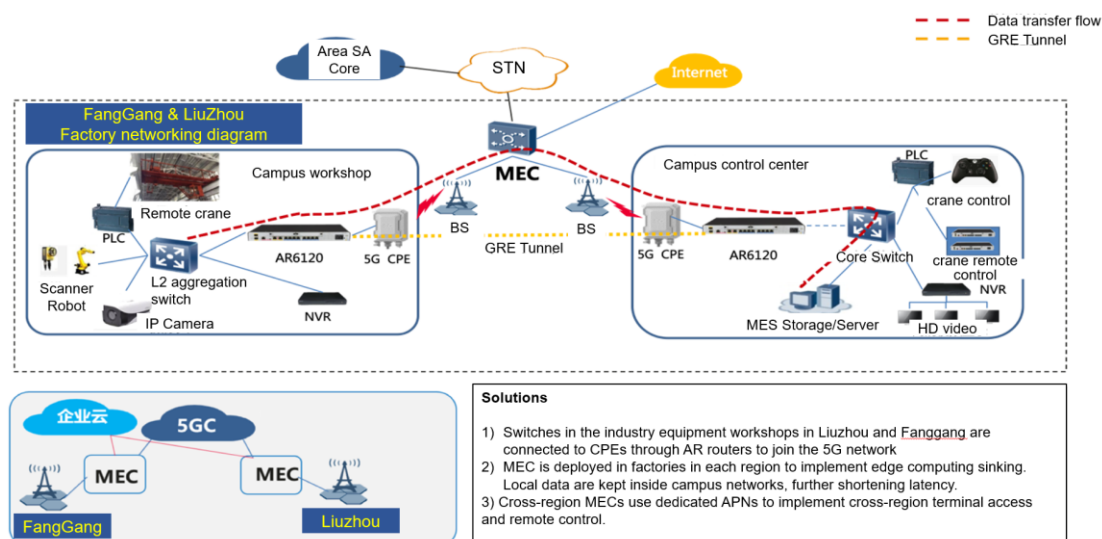 Data transfer flow
GRE Tunnel
Area SA
Core
STN
Internet
FangGang & LiuZhou
Factory networking diagram
MEC
Campus workshop
Remote crane
PLC
Scanner
Robot
L2 aggregation
switch
IP Camera
AR6120
5G CPE
NVR
BS
GRE Tunnel
BS
Campus control center
5G CPE
AR6120
Core Switch
PLC
crane control
crane remote
control
NVR
MES Storage/Server
HD video
企业云
5GC
MEC
MEC
FangGang
Liuzhou
Solutions
1) Switches in the industry equipment workshops in Liuzhou and Fanggang are
connected to CPEs through AR routers to join the 5G network
2) MEC is deployed in factories in each region to implement edge computing sinking.
Local data are kept inside campus networks, further shortening latency.
3) Cross-region MECs use dedicated APNs to implement cross-region terminal access
and remote control.